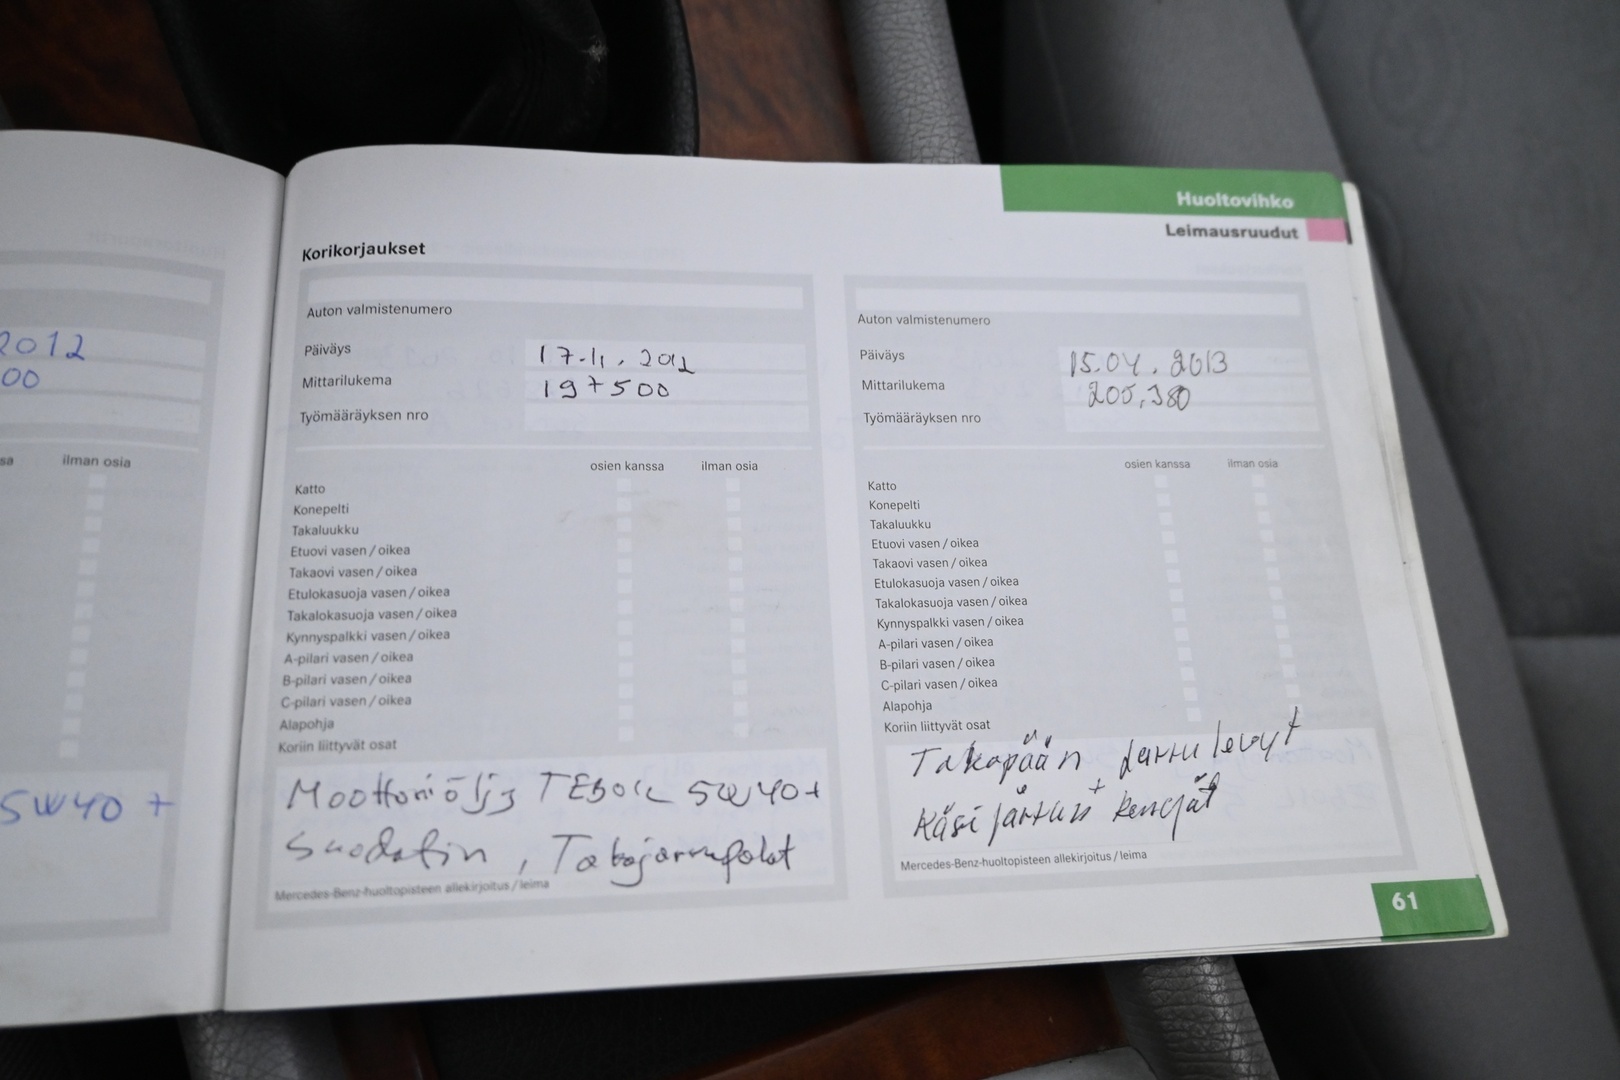 Huoltovihko
Leimausruudut
2012
00
sa ilman osia
5W40 +
Korikorjaukset
Auton valmistenumero
Päiväys 17.11.2012
Mittarilukema 197500
Työmääräyksen nro
osien kanssa ilman osia
Katto
Konepelti
Takaluukku
Etuovi vasen / oikea
Takaovi vasen / oikea
Etulokasuoja vasen / oikea
Takalokasuoja vasen / oikea
Kynnyspalkki vasen / oikea
A-pilari vasen / oikea
B-pilari vasen / oikea
C-pilari vasen / oikea
Alapohja
Koriin liittyvät osat
Moottoriöljy TEBOIL 5W40+
Suodatin, Takajarrupalat
Mercedes-Benz-huoltopisteen allekirjoitus / leima
Auton valmistenumero
Päiväys 15.04.2013
Mittarilukema 205,380
Työmääräyksen nro
osien kanssa ilman osia
Katto
Konepelti
Takaluukku
Etuovi vasen / oikea
Takaovi vasen / oikea
Etulokasuoja vasen / oikea
Takalokasuoja vasen / oikea
Kynnyspalkki vasen / oikea
A-pilari vasen / oikea
B-pilari vasen / oikea
C-pilari vasen / oikea
Alapohja
Koriin liittyvät osat
Takapään Jarrulevyt
+
Käsijarrun kengät
Mercedes-Benz-huoltopisteen allekirjoitus / leima
61